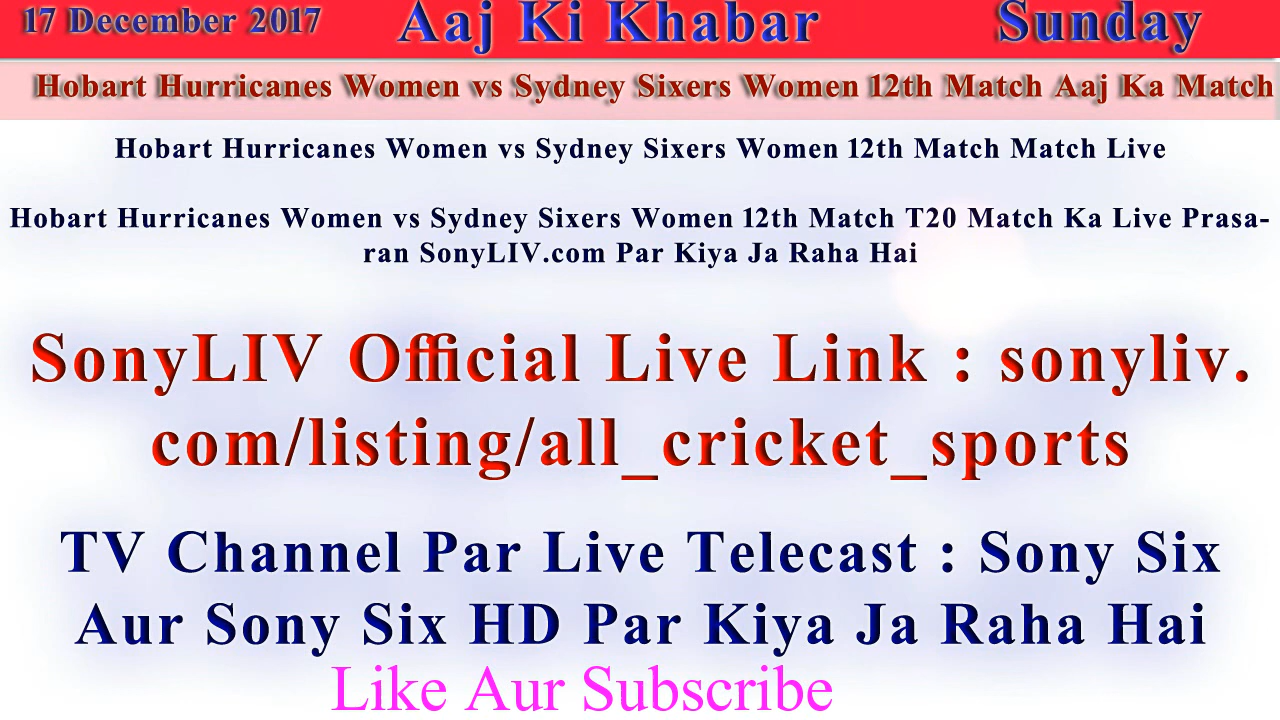 17 December 2017 Aaj Ki Khabar Sunday
Hobart Hurricanes Women vs Sydney Sixers Women 12th Match Aaj Ka Match
Hobart Hurricanes Women vs Sydney Sixers Women 12th Match Match Live
Hobart Hurricanes Women vs Sydney Sixers Women 12th Match T20 Match Ka Live Prasa-
ran SonyLIV.com Par Kiya Ja Raha Hai
SonyLIV Official Live Link : sonyliv.
com/listing/all_cricket_sports
TV Channel Par Live Telecast : Sony Six
Aur Sony Six HD Par Kiya Ja Raha Hai
Like Aur Subscribe